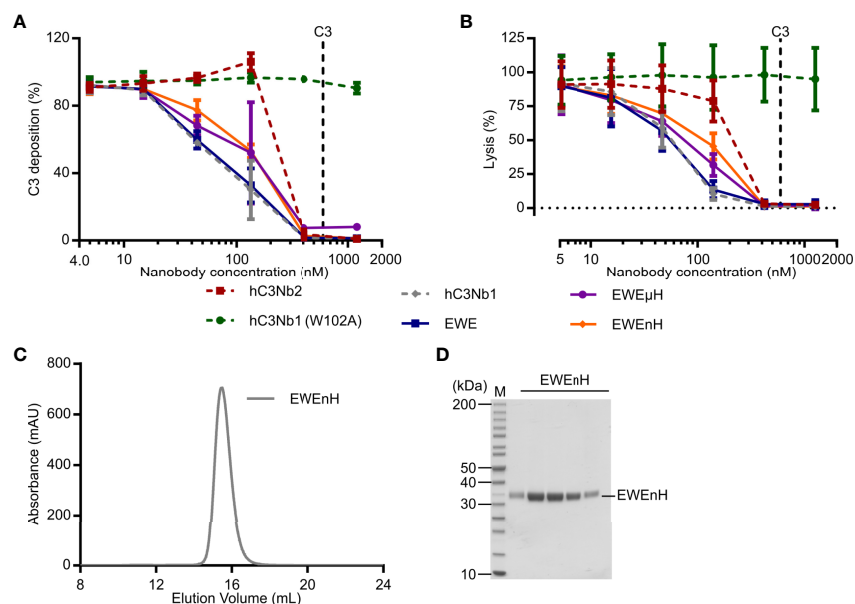 A
C3
120
80
40
0
C3 deposition (%)
4.0
10
100
1000
2000
Nanobody concentration (nM)
B
C3
125
100
75
50
25
0
Lysis (%)
5
10
100
1000
2000
Nanobody concentration (nM)
hC3Nb2
hC3Nb1
EWEµH
hC3Nb1 (W102A)
EWE
EWEnH
C
800
600
400
200
0
Absorbance (mAU)
EWEnH
8
12
16
20
24
Elution Volume (mL)
D
(kDa)
M
EWEnH
200
50
40
30
10
EWEnH